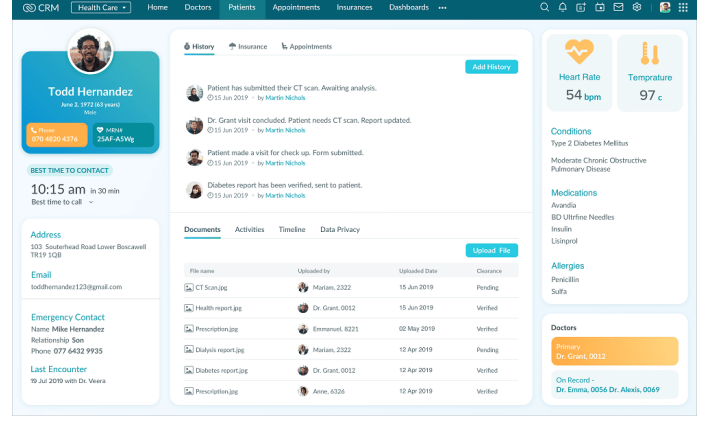 CRM Health Care Home Doctors Patients Appointments Insurances Dashboards •••
Todd Hernandez
June 2, 1972 (63 years)
Male
Phone
070 4820 4376
MRN#
25AF-A5Wg
BEST TIME TO CONTACT
10:15 am in 30 min
Best time to call
Address
103 Souterhead Road Lower Boscawell
TR19 1QB
Email
toddhernandez123@gmail.com
Emergency Contact
Name Mike Hernandez
Relationship Son
Phone 077 6432 9935
Last Encounter
19 Jul 2019 with Dr. Veera
History Insurance Appointments
Add History
Patient has submitted their CT scan. Awaiting analysis.
15 Jun 2019 - by Martin Nichols
Dr. Grant visit concluded. Patient needs CT scan. Report updated.
15 Jun 2019 - by Martin Nichols
Patient made a visit for check up. Form submitted.
15 Jun 2019 - by Martin Nichols
Diabetes report has been verified, sent to patient.
15 Jun 2019 - by Martin Nichols
Documents Activities Timeline Data Privacy
Upload File
File name Uploaded by Uploaded Date Clearance
CT Scan.jpg Mariam, 2322 15 Jun 2019 Pending
Health report.jpg Dr. Grant, 0012 15 Jun 2019 Verified
Prescription.jpg Emmanuel, 8221 02 May 2019 Verified
Dialysis report.jpg Mariam, 2322 12 Apr 2019 Pending
Diabetes report.jpg Dr. Grant, 0012 12 Apr 2019 Verified
Prescription.jpg Anne, 6326 12 Apr 2019 Verified
Heart Rate
54 bpm
Temprature
97 c
Conditions
Type 2 Diabetes Mellitus
Moderate Chronic Obstructive
Pulmonary Disease
Medications
Avandia
BD Ultrfine Needles
Insulin
Lisinprol
Allergies
Penicillin
Sulfa
Doctors
Primary
Dr. Grant, 0012
On Record -
Dr. Emma, 0056 Dr. Alexis, 0069